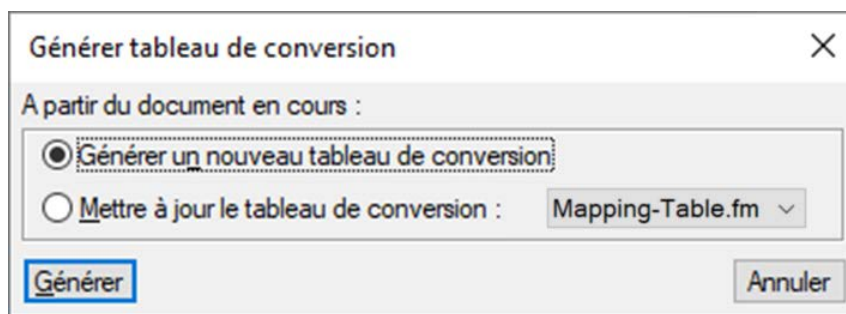 Générer tableau de conversion
A partir du document en cours :
Générer un nouveau tableau de conversion
Mettre à jour le tableau de conversion : Mapping-Table.fm
Générer Annuler